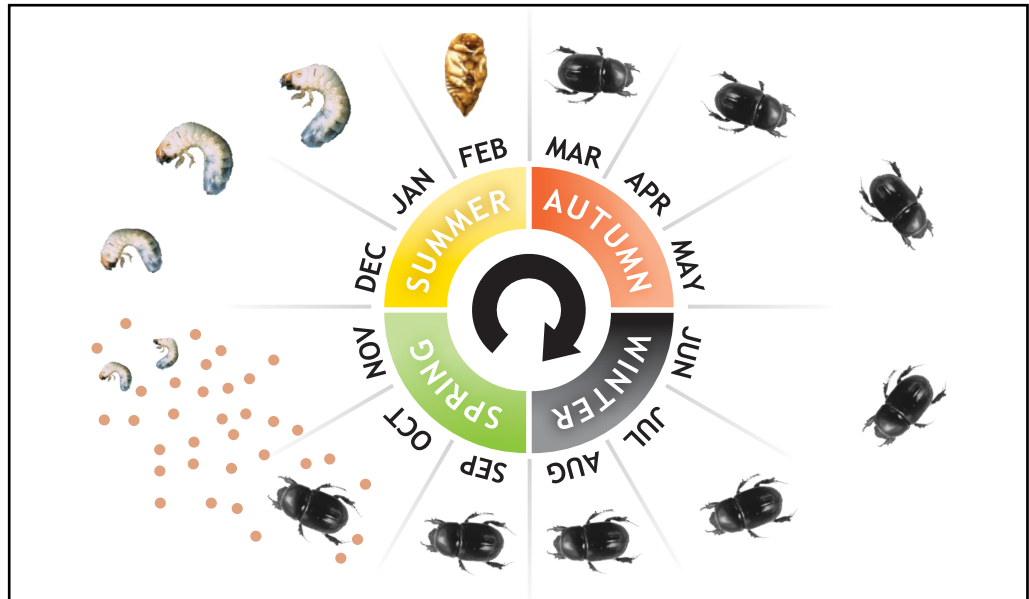 JAN
FEB
MAR
APR
MAY
JUN
JUL
AUG
SEP
OCT
NOV
DEC
SUMMER
AUTUMN
WINTER
SPRING